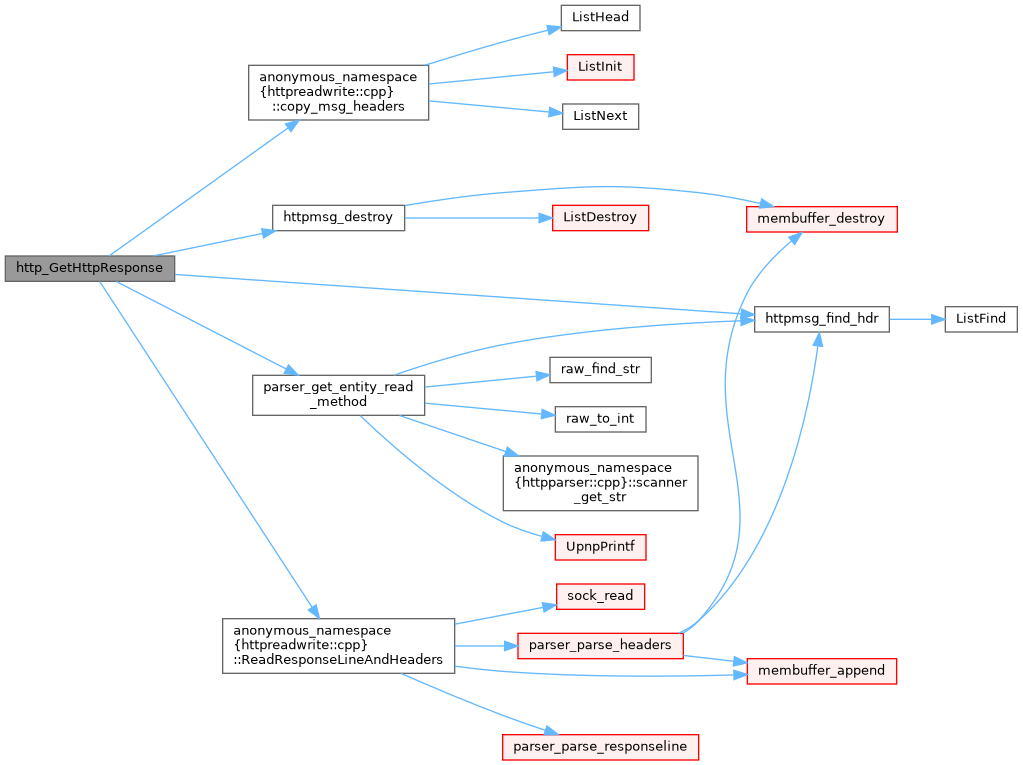 ListHead
anonymous_namespace
{httpreadwrite::cpp}
::copy_msg_headers
ListInit
ListNext
httpmsg_destroy
ListDestroy
membuffer_destroy
http_GetHttpResponse
httpmsg_find_hdr
ListFind
parser_get_entity_read
_method
raw_find_str
raw_to_int
anonymous_namespace
{httpparser::cpp}::scanner
_get_str
UpnpPrintf
sock_read
anonymous_namespace
{httpreadwrite::cpp}
::ReadResponseLineAndHeaders
parser_parse_headers
membuffer_append
parser_parse_responseline